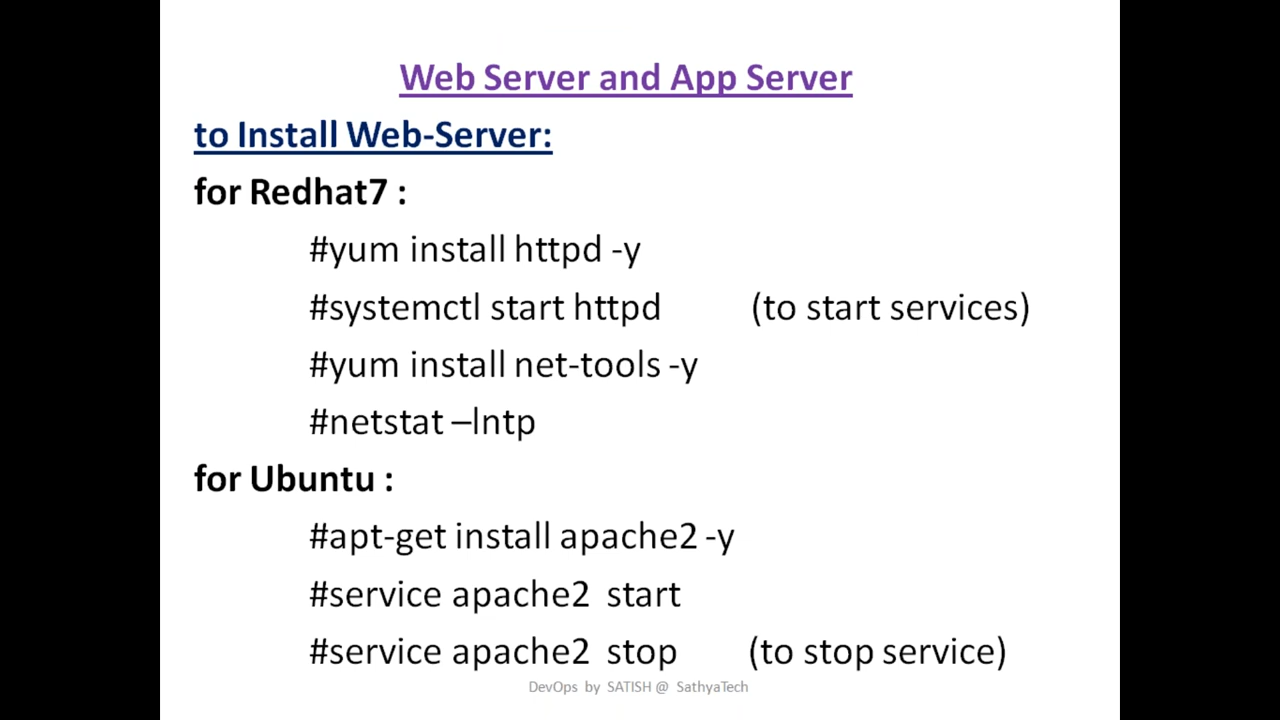 Web Server and App Server
to Install Web-Server:
for Redhat7 :
#yum install httpd -y
#systemctl start httpd (to start services)
#yum install net-tools -y
#netstat –lntp
for Ubuntu :
#apt-get install apache2 -y
#service apache2 start
#service apache2 stop (to stop service)
DevOps by SATISH @ SathyaTech